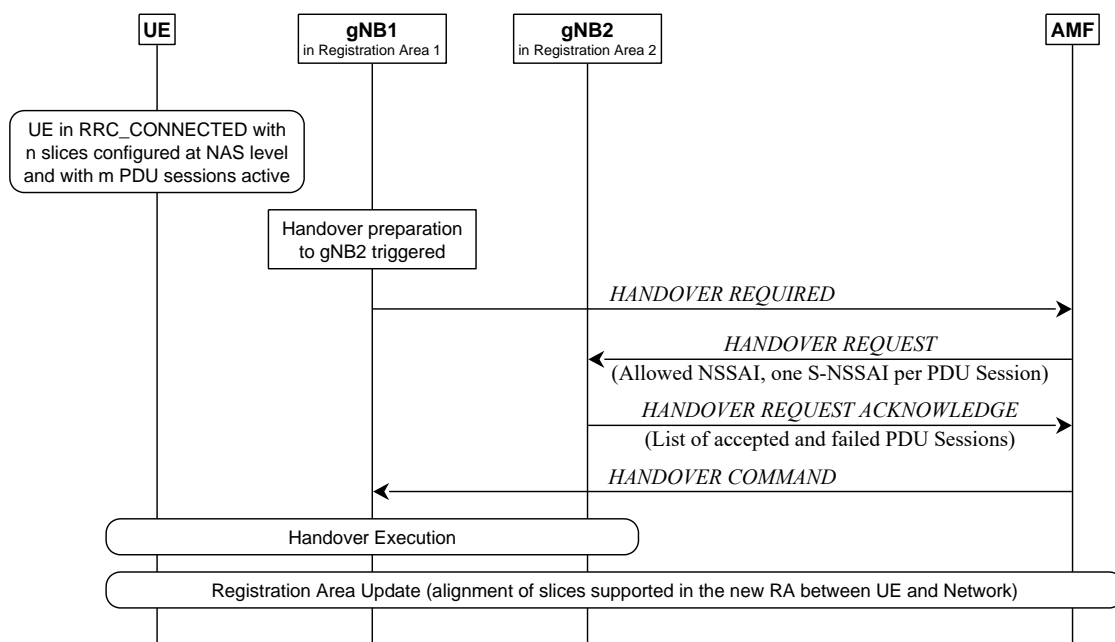 UE
gNB1
in Registration Area 1
gNB2
in Registration Area 2
AMF
UE in RRC_CONNECTED with
n slices configured at NAS level
and with m PDU sessions active
Handover preparation
to gNB2 triggered
HANDOVER REQUIRED
HANDOVER REQUEST
(Allowed NSSAI, one S-NSSAI per PDU Session)
HANDOVER REQUEST ACKNOWLEDGE
(List of accepted and failed PDU Sessions)
HANDOVER COMMAND
Handover Execution
Registration Area Update (alignment of slices supported in the new RA between UE and Network)